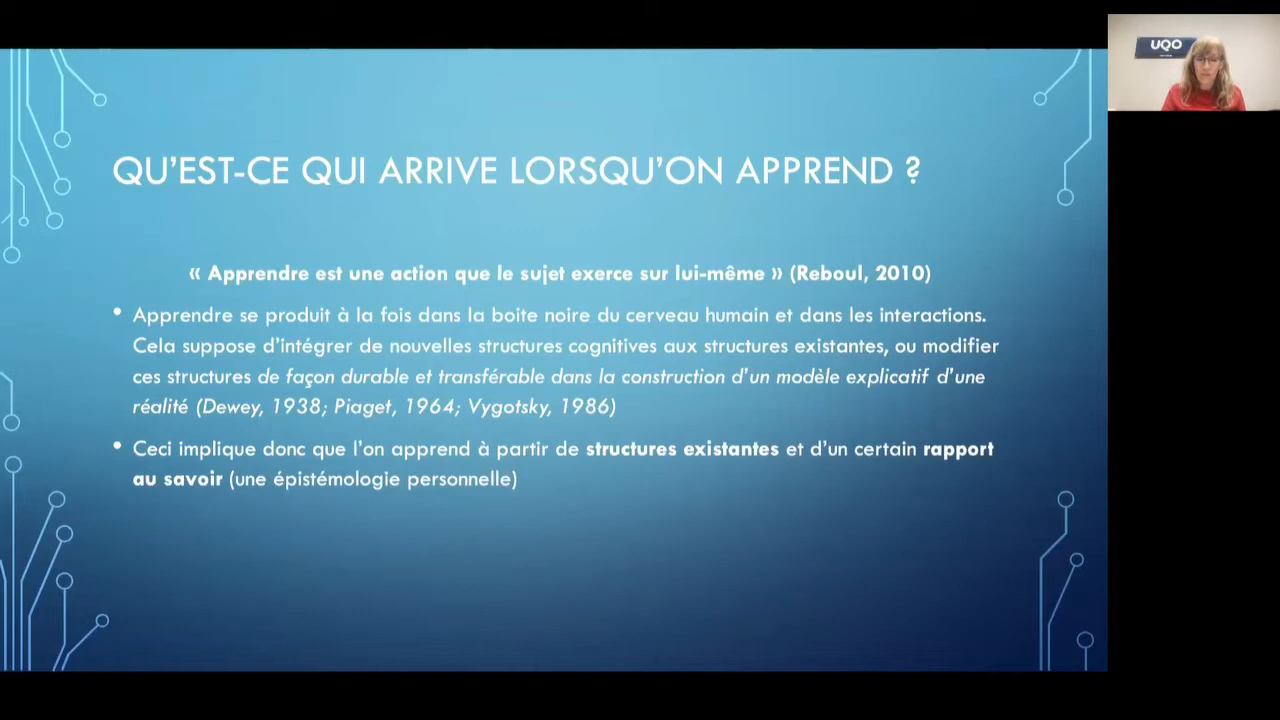 QU'EST-CE QUI ARRIVE LORSQU'ON APPREND ?
« Apprendre est une action que le sujet exerce sur lui-même » (Reboul, 2010)
• Apprendre se produit à la fois dans la boite noire du cerveau humain et dans les interactions.
Cela suppose d'intégrer de nouvelles structures cognitives aux structures existantes, ou modifier
ces structures de façon durable et transférable dans la construction d'un modèle explicatif d'une
réalité (Dewey, 1938; Piaget, 1964; Vygotsky, 1986)
• Ceci implique donc que l'on apprend à partir de structures existantes et d'un certain rapport
au savoir (une épistémologie personnelle)
UQO